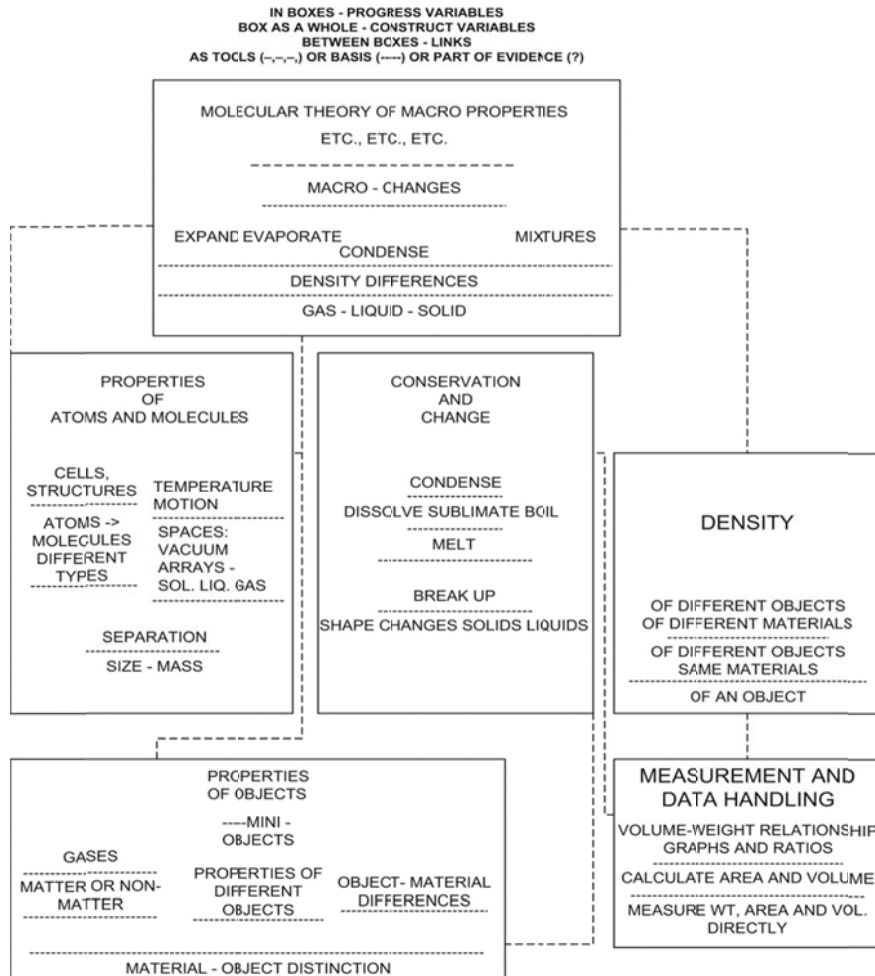 IN BOXES - PROGRESS VARIABLES
BOX AS A WHOLE - CONSTRUCT VARIABLES
BETWEEN BOXES - LINKS
AS TOOLS (–,–,–,) OR BASIS (-----) OR PART OF EVIDENCE (?)
MOLECULAR THEORY OF MACRO PROPERTIES
ETC., ETC., ETC.
MACRO - CHANGES
EXPAND EVAPORATE
MIXTURES
CONDENSE
DENSITY DIFFERENCES
GAS - LIQUID - SOLID
PROPERTIES
OF
ATOMS AND MOLECULES
CELLS,
STRUCTURES
ATOMS ->
MOLECULES
DIFFERENT
TYPES
TEMPERATURE
MOTION
SPACES:
VACUUM
ARRAYS -
SOL. LIQ. GAS
SEPARATION
SIZE - MASS
CONSERVATION
AND
CHANGE
CONDENSE
DISSOLVE SUBLIMATE BOIL
MELT
BREAK UP
SHAPE CHANGES SOLIDS LIQUIDS
DENSITY
OF DIFFERENT OBJECTS
OF DIFFERENT MATERIALS
OF DIFFERENT OBJECTS
SAME MATERIALS
OF AN OBJECT
PROPERTIES
OF OBJECTS
-----MINI -
OBJECTS
GASES
MATTER OR NON-
MATTER
PROPERTIES OF
DIFFERENT
OBJECTS
OBJECT- MATERIAL
DIFFERENCES
MATERIAL - OBJECT DISTINCTION
MEASUREMENT AND
DATA HANDLING
VOLUME-WEIGHT RELATIONSHIP
GRAPHS AND RATIOS
CALCULATE AREA AND VOLUME
MEASURE WT, AREA AND VOL.
DIRECTLY